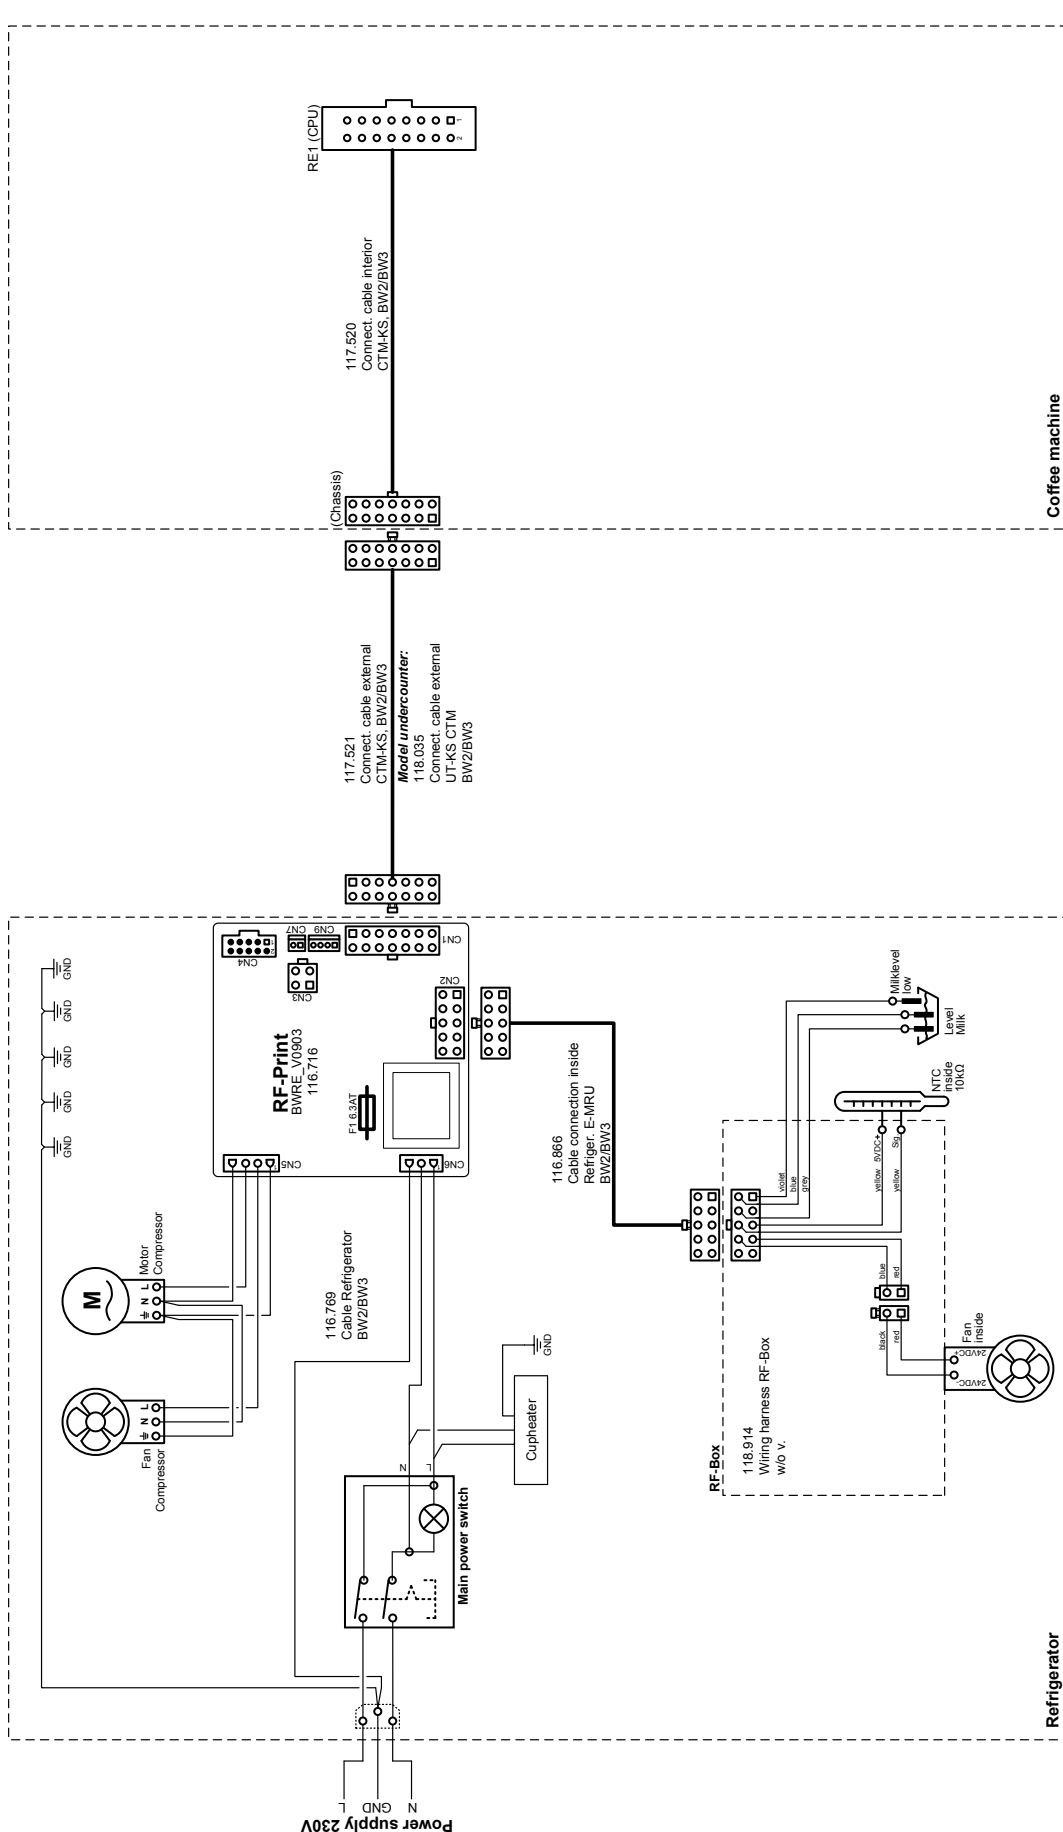 RE1 (CPU)
1
2
117.520
Connect. cable interior
CTM-KS, BW2/BW3
(Chassis)
Coffee machine
117.521
Connect. cable external
CTM-KS, BW2/BW3
Model undercounter:
118.035
Connect. cable external
UT-KS CTM
BW2/BW3
GND
GND
GND
GND
GND
RF-Print
BWRE_V0903
116.716
F1 6.3AT
CN4
1
2
CN7
CN9
CN3
CN1
CN2
CN5
1
CN6
1
Motor
Compressor
M
L
N
Fan
Compressor
L
N
116.769
Cable Refrigerator
BW2/BW3
116.866
Cable connection inside
Refriger. E-MRU
BW2/BW3
Milklevel
low
Level
Milk
NTC
inside
10kΩ
violet
blue
grey
yellow
5VDC+
yellow
Sig
blue
red
black
red
24VDC+
24VDC-
Fan
inside
RF-Box
118.914
Wiring harness RF-Box
w/o v.
GND
Cupheater
N
L
Main power switch
L
GND
N
Power supply 230V
Refrigerator